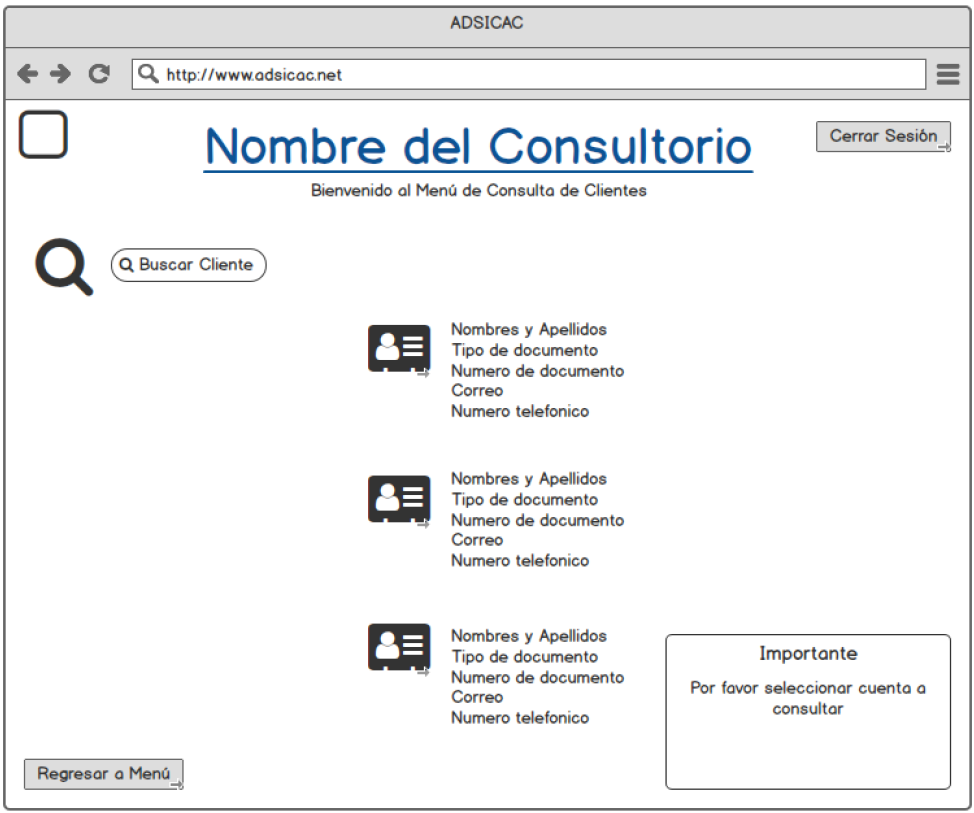 ADSICAC
http://www.adsicac.net
Nombre del Consultorio
Cerrar Sesión
Bienvenido al Menú de Consulta de Clientes
Buscar Cliente
Nombres y Apellidos
Tipo de documento
Numero de documento
Correo
Numero telefonico
Nombres y Apellidos
Tipo de documento
Numero de documento
Correo
Numero telefonico
Nombres y Apellidos
Tipo de documento
Numero de documento
Correo
Numero telefonico
Importante
Por favor seleccionar cuenta a
consultar
Regresar a Menú